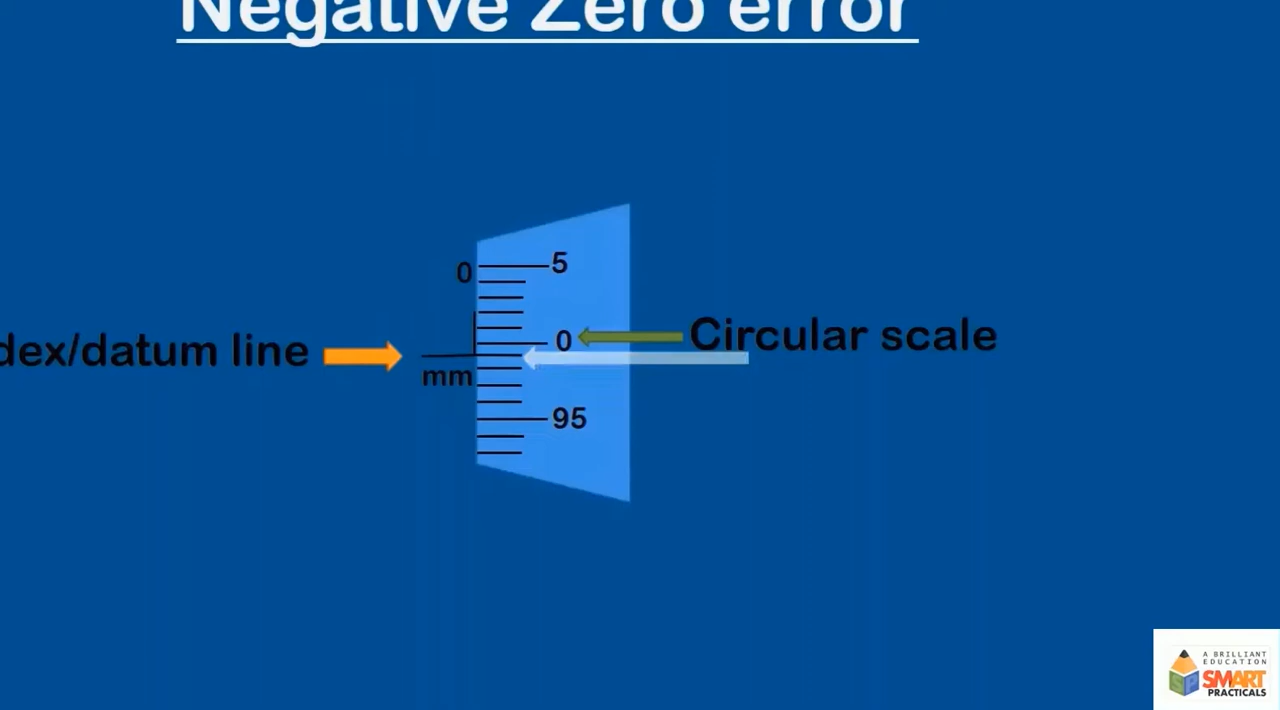 Negative Zero error
0
5
0
Circular scale
dex/datum line
mm
95
A BRILLIANT
EDUCATION
SMART
PRACTICALS